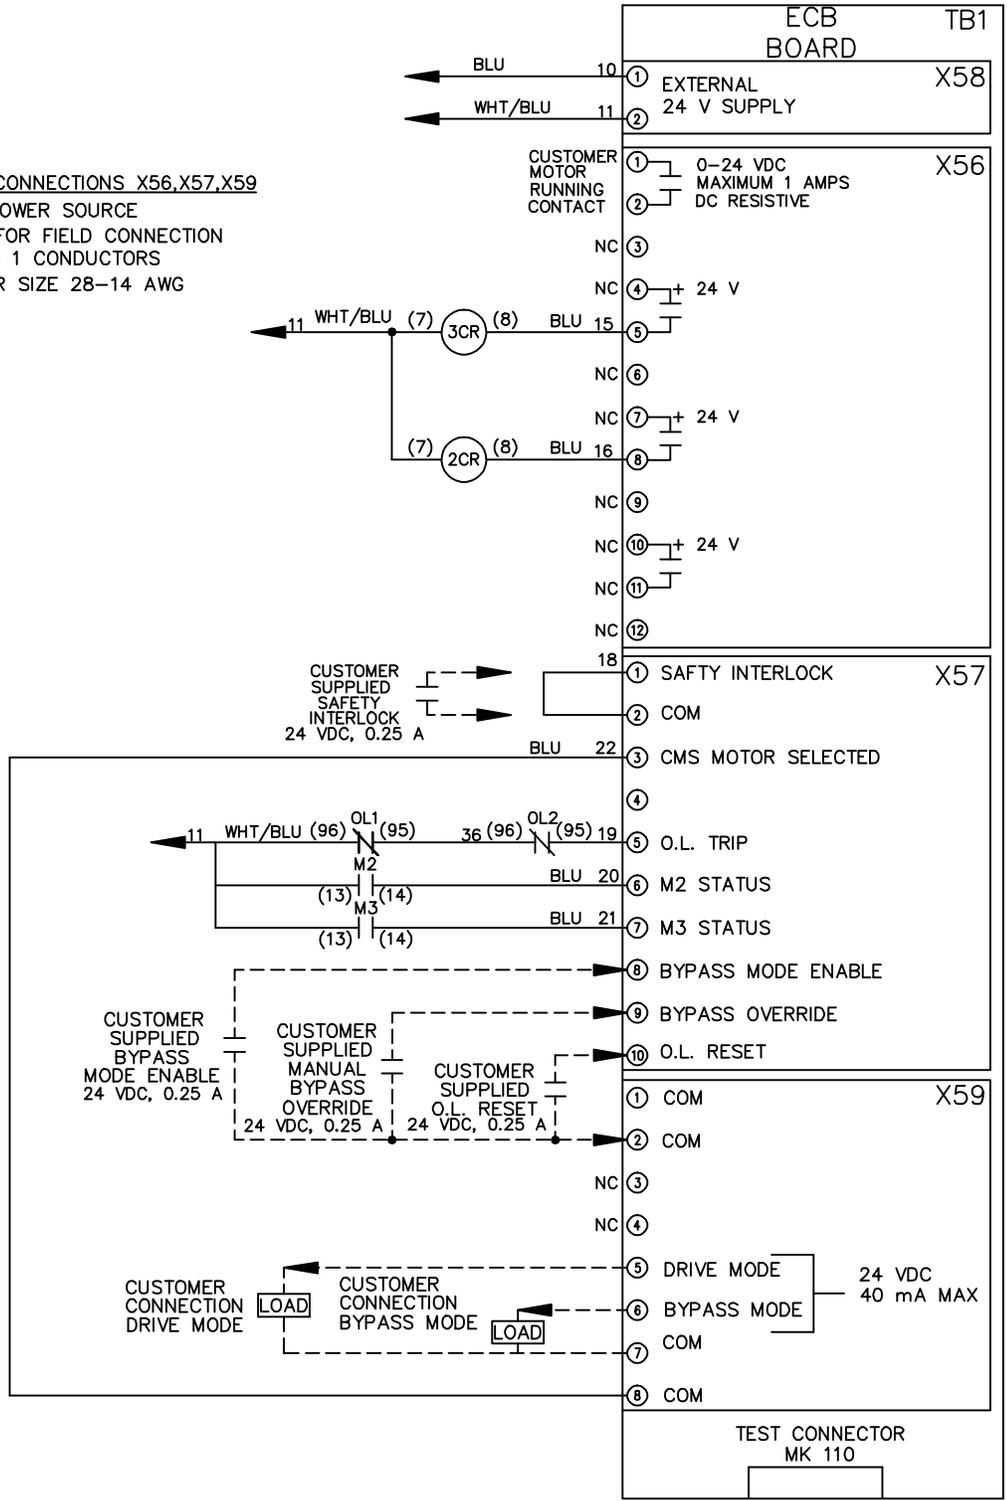 ECB
BOARD
TB1
BLU 10 1 EXTERNAL X58
WHT/BLU 11 2 24 V SUPPLY
CONNECTIONS X56,X57,X59
OWER SOURCE
FOR FIELD CONNECTION
1 CONDUCTORS
R SIZE 28-14 AWG
CUSTOMER
MOTOR
RUNNING
CONTACT
1
2
0-24 VDC
MAXIMUM 1 AMPS
DC RESISTIVE
X56
NC 3
NC 4 + 24 V
11 WHT/BLU (7) 3CR (8) BLU 15 5
NC 6
NC 7 + 24 V
(7) 2CR (8) BLU 16 8
NC 9
NC 10 + 24 V
NC 11
NC 12
CUSTOMER
SUPPLIED
SAFETY
INTERLOCK
24 VDC, 0.25 A
18 1 SAFTY INTERLOCK X57
2 COM
BLU 22 3 CMS MOTOR SELECTED
4
11 WHT/BLU (96) OL1 (95) 36 (96) OL2 (95) 19 5 O.L. TRIP
M2
(13) (14) BLU 20 6 M2 STATUS
M3
(13) (14) BLU 21 7 M3 STATUS
8 BYPASS MODE ENABLE
9 BYPASS OVERRIDE
10 O.L. RESET
CUSTOMER
SUPPLIED
BYPASS
MODE ENABLE
24 VDC, 0.25 A
CUSTOMER
SUPPLIED
MANUAL
BYPASS
OVERRIDE
24 VDC, 0.25 A
CUSTOMER
SUPPLIED
O.L. RESET
24 VDC, 0.25 A
1 COM X59
2 COM
NC 3
NC 4
5 DRIVE MODE
6 BYPASS MODE
7 COM
8 COM
24 VDC
40 mA MAX
CUSTOMER
CONNECTION
DRIVE MODE
LOAD
CUSTOMER
CONNECTION
BYPASS MODE
LOAD
TEST CONNECTOR
MK 110